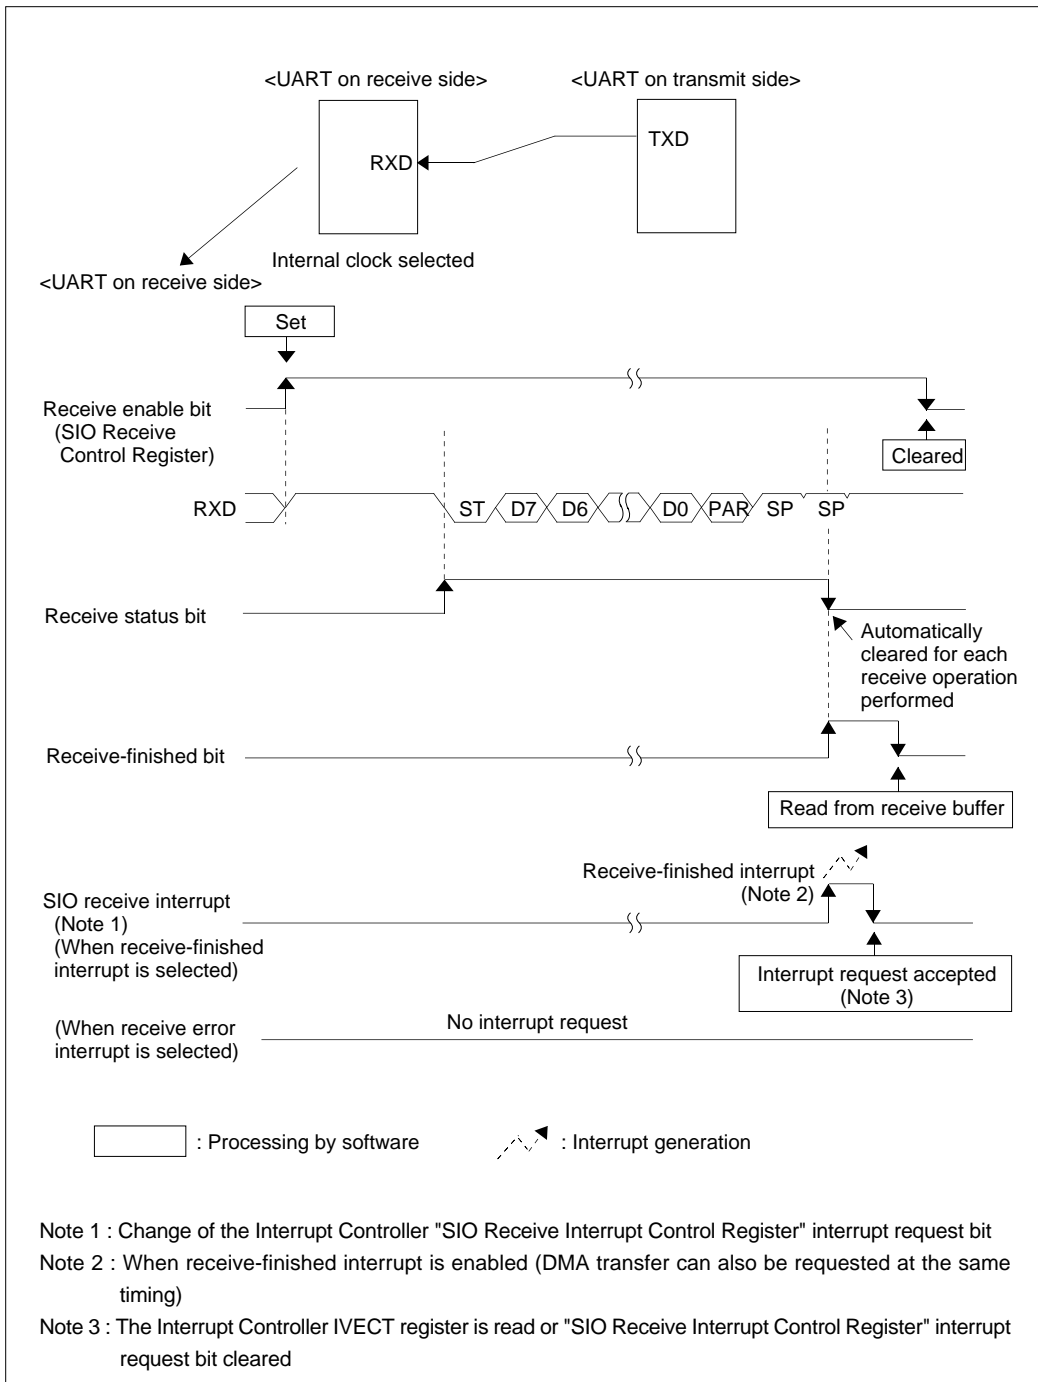 <UART on receive side>
<UART on transmit side>
RXD
TXD
Internal clock selected
<UART on receive side>
Set
Receive enable bit
(SIO Receive
Control Register)
Cleared
RXD
ST D7 D6 D0 PAR SP SP
Receive status bit
Automatically
cleared for each
receive operation
performed
Receive-finished bit
Read from receive buffer
Receive-finished interrupt
(Note 2)
SIO receive interrupt
(Note 1)
(When receive-finished
interrupt is selected)
Interrupt request accepted
(Note 3)
(When receive error
interrupt is selected)
No interrupt request
: Processing by software
: Interrupt generation
Note 1 : Change of the Interrupt Controller "SIO Receive Interrupt Control Register" interrupt request bit
Note 2 : When receive-finished interrupt is enabled (DMA transfer can also be requested at the same
timing)
Note 3 : The Interrupt Controller IVECT register is read or "SIO Receive Interrupt Control Register" interrupt
request bit cleared